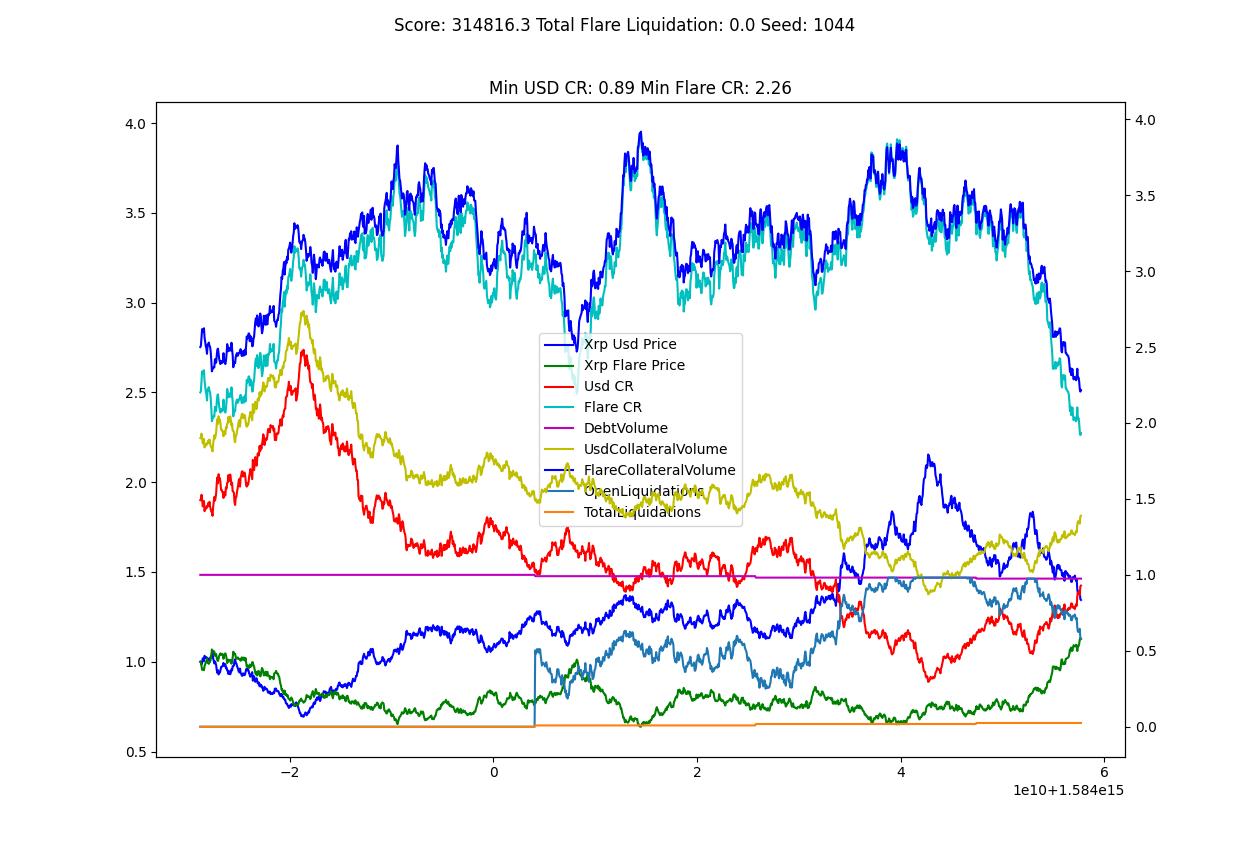 Score: 314816.3 Total Flare Liquidation: 0.0 Seed: 1044
Min USD CR: 0.89 Min Flare CR: 2.26
4.0
3.5
3.0
2.5
2.0
1.5
1.0
0.5
4.0
3.5
3.0
2.5
2.0
1.5
1.0
0.5
0.0
Xrp Usd Price
Xrp Flare Price
Usd CR
Flare CR
DebtVolume
UsdCollateralVolume
FlareCollateralVolume
OpenLiquidations
TotalLiquidations
−2 0 2 4 6
1e10+1.584e15